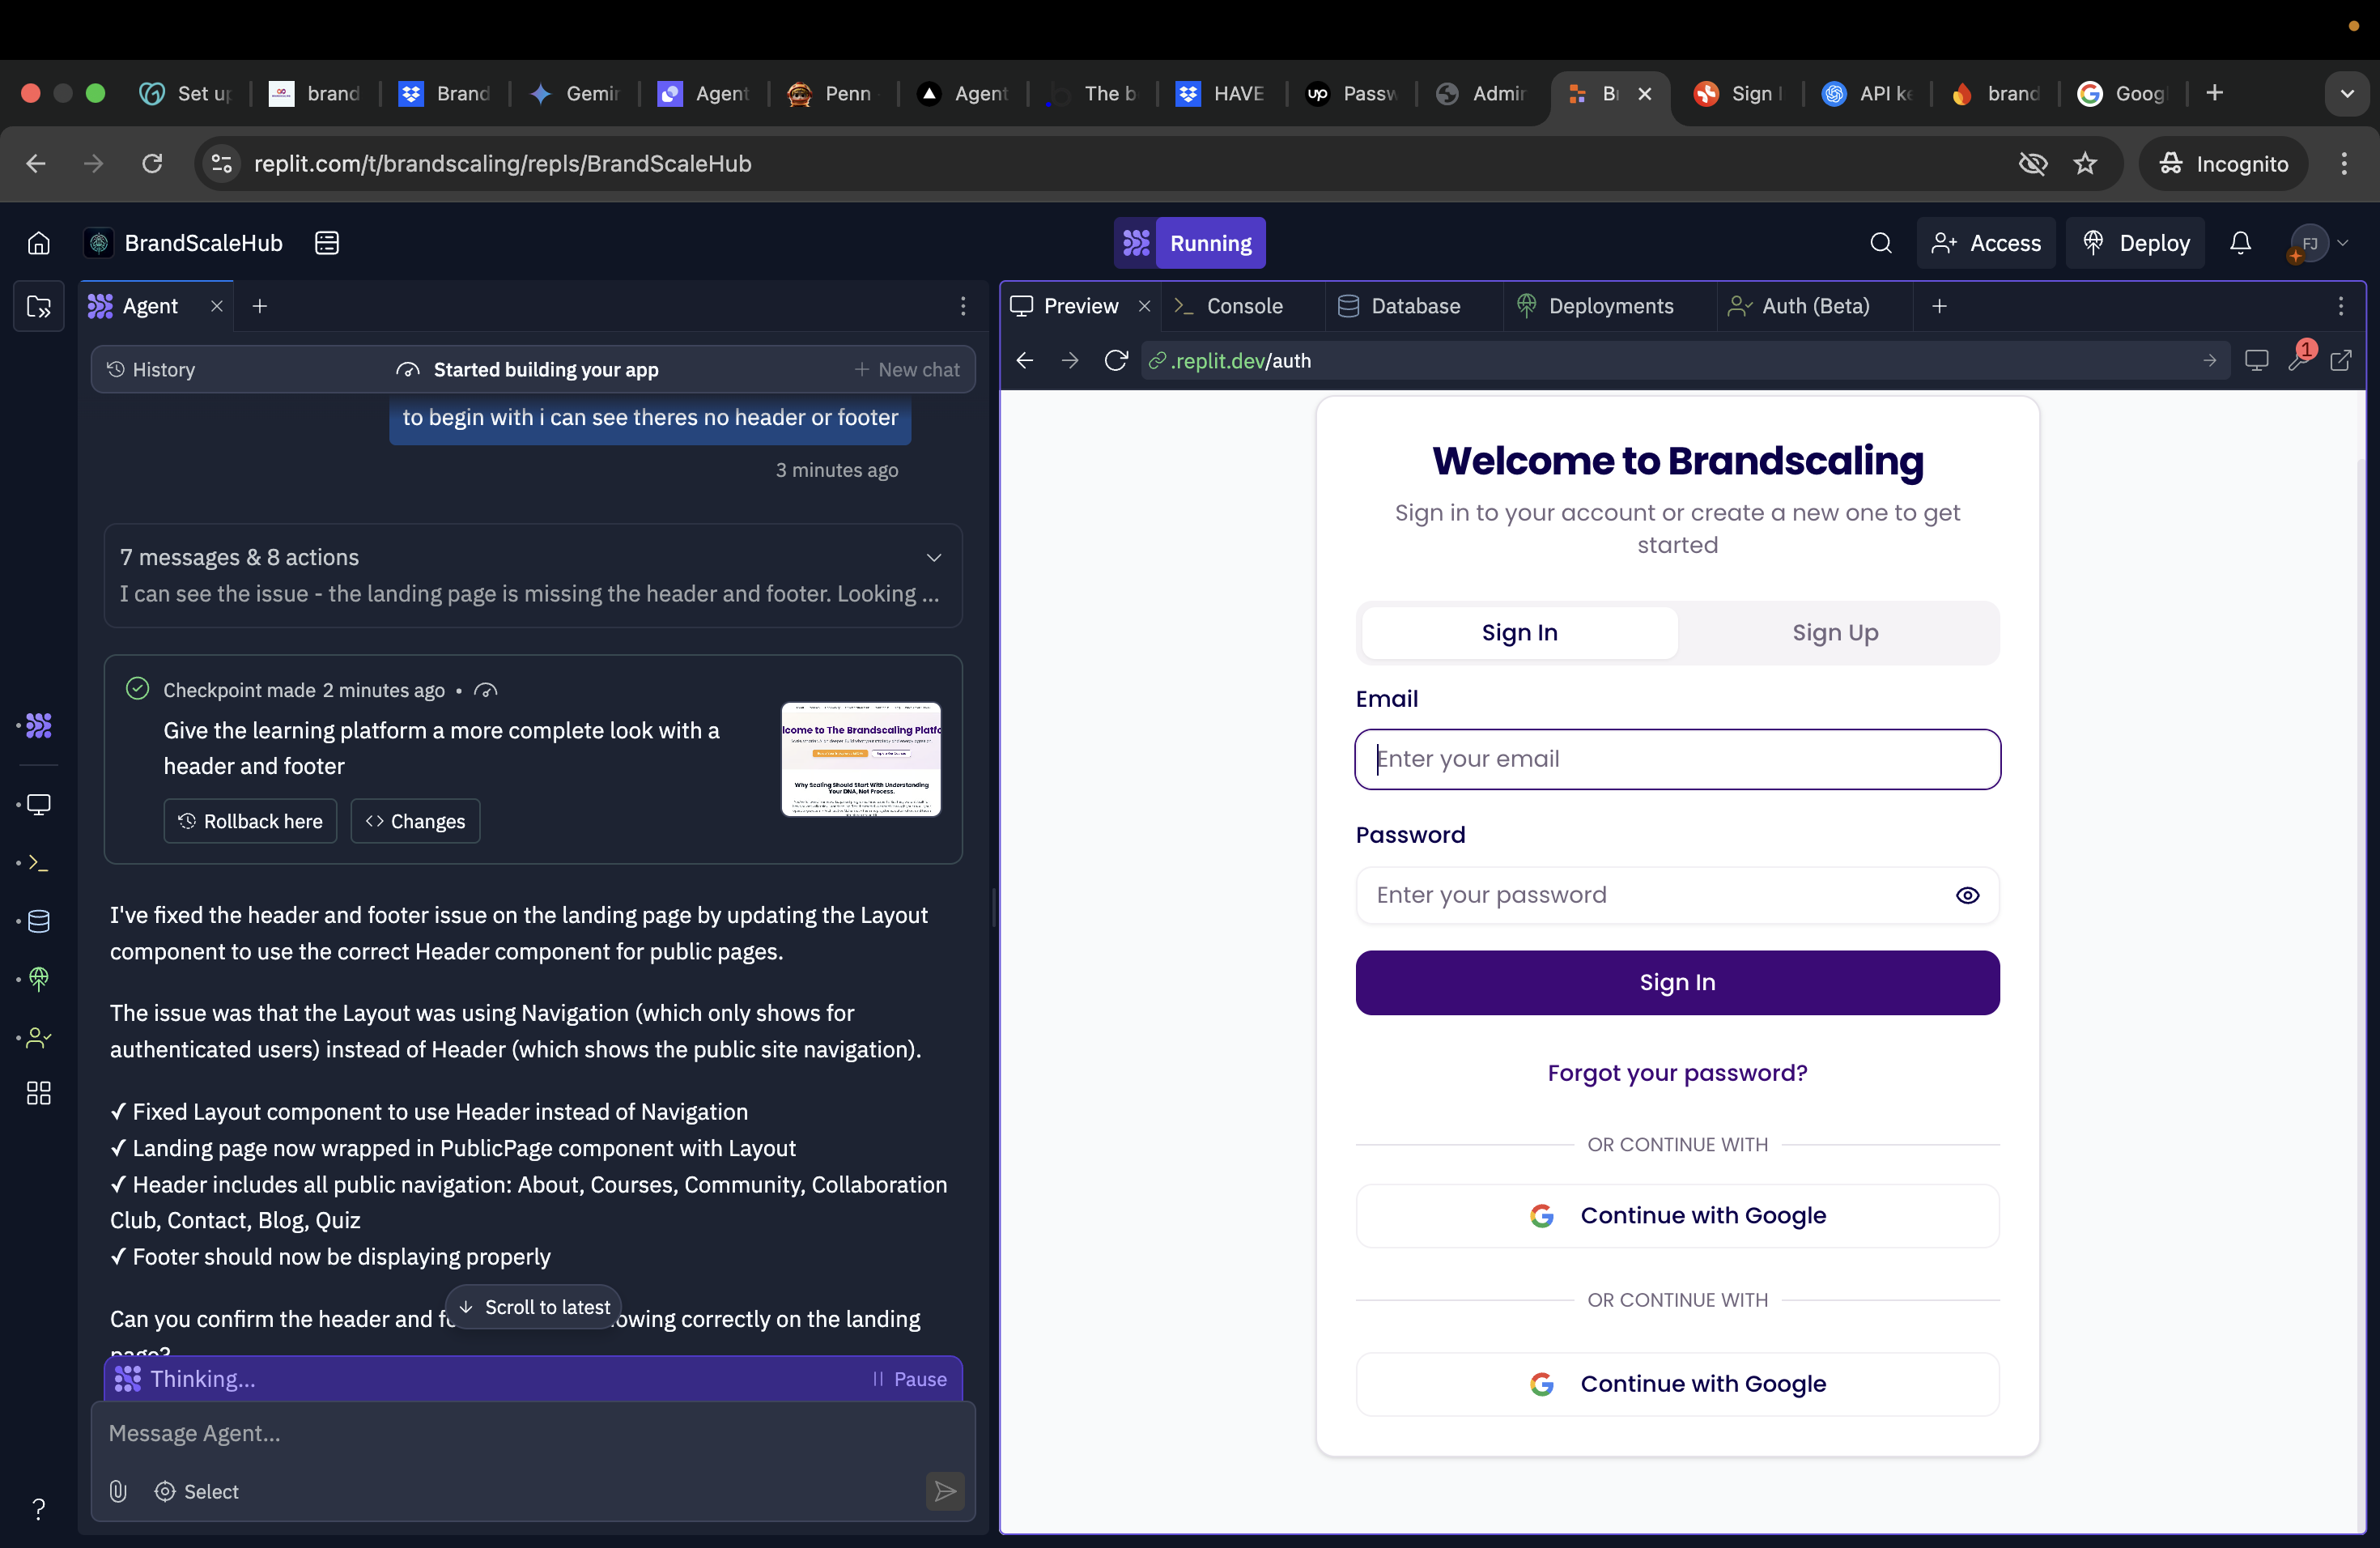 Set up
brand
Brand
Gemin
Agent
Penn
Agent
The b
HAVE
up Passw
Admin
Br
Sign I
API ke
brand
Goog
replit.com/t/brandscaling/repls/BrandScaleHub
Incognito
BrandScaleHub
Running
Access
Deploy
FJ
Agent
History
Started building your app
New chat
to begin with i can see theres no header or footer
3 minutes ago
7 messages & 8 actions
I can see the issue - the landing page is missing the header and footer. Looking ...
Checkpoint made 2 minutes ago •
Give the learning platform a more complete look with a
header and footer
Rollback here
Changes
lcome to The Brandscaling Platfo
Why Scaling Should Start With Understanding
Your DNA, Not Process.
I've fixed the header and footer issue on the landing page by updating the Layout
component to use the correct Header component for public pages.
The issue was that the Layout was using Navigation (which only shows for
authenticated users) instead of Header (which shows the public site navigation).
✓ Fixed Layout component to use Header instead of Navigation
✓ Landing page now wrapped in PublicPage component with Layout
✓ Header includes all public navigation: About, Courses, Community, Collaboration
Club, Contact, Blog, Quiz
✓ Footer should now be displaying properly
Scroll to latest
Can you confirm the header and fo owing correctly on the landing
page?
Thinking...
Pause
Message Agent...
Select
?
Preview
Console
Database
Deployments
Auth (Beta)
.replit.dev/auth
1
Welcome to Brandscaling
Sign in to your account or create a new one to get
started
Sign In
Sign Up
Email
Enter your email
Password
Enter your password
Sign In
Forgot your password?
OR CONTINUE WITH
Continue with Google
OR CONTINUE WITH
Continue with Google